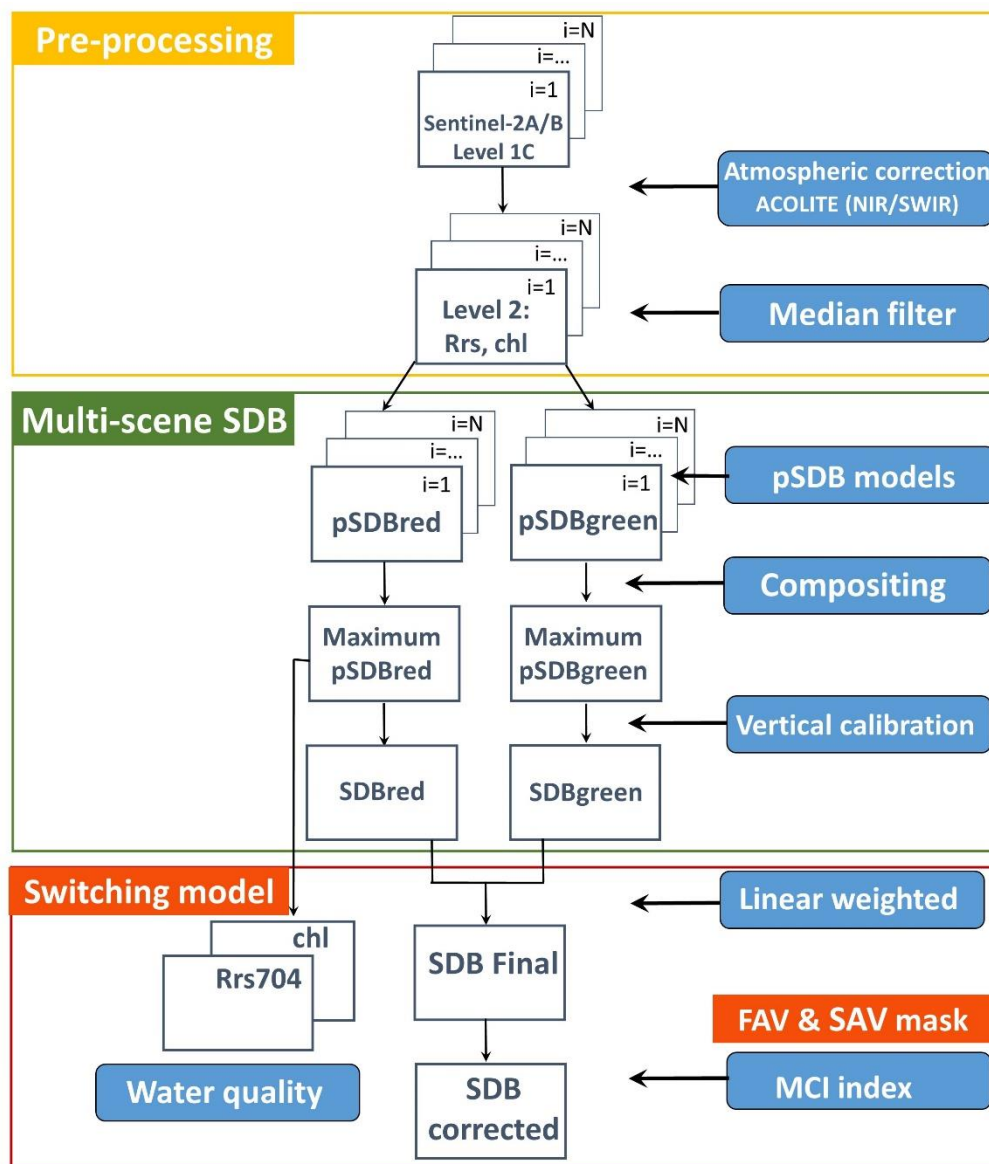 Pre-processing
i=N
i=...
i=1
Sentinel-2A/B
Level 1C
Atmospheric correction
ACOLITE (NIR/SWIR)
i=N
i=...
i=1
Level 2:
Rrs, chl
Median filter
Multi-scene SDB
i=N
i=...
i=1
pSDBred
i=N
i=...
i=1
pSDBgreen
pSDB models
Compositing
Maximum
pSDBred
Maximum
pSDBgreen
Vertical calibration
SDBred
SDBgreen
Switching model
Linear weighted
chl
Rrs704
SDB Final
FAV & SAV mask
Water quality
SDB
corrected
MCI index